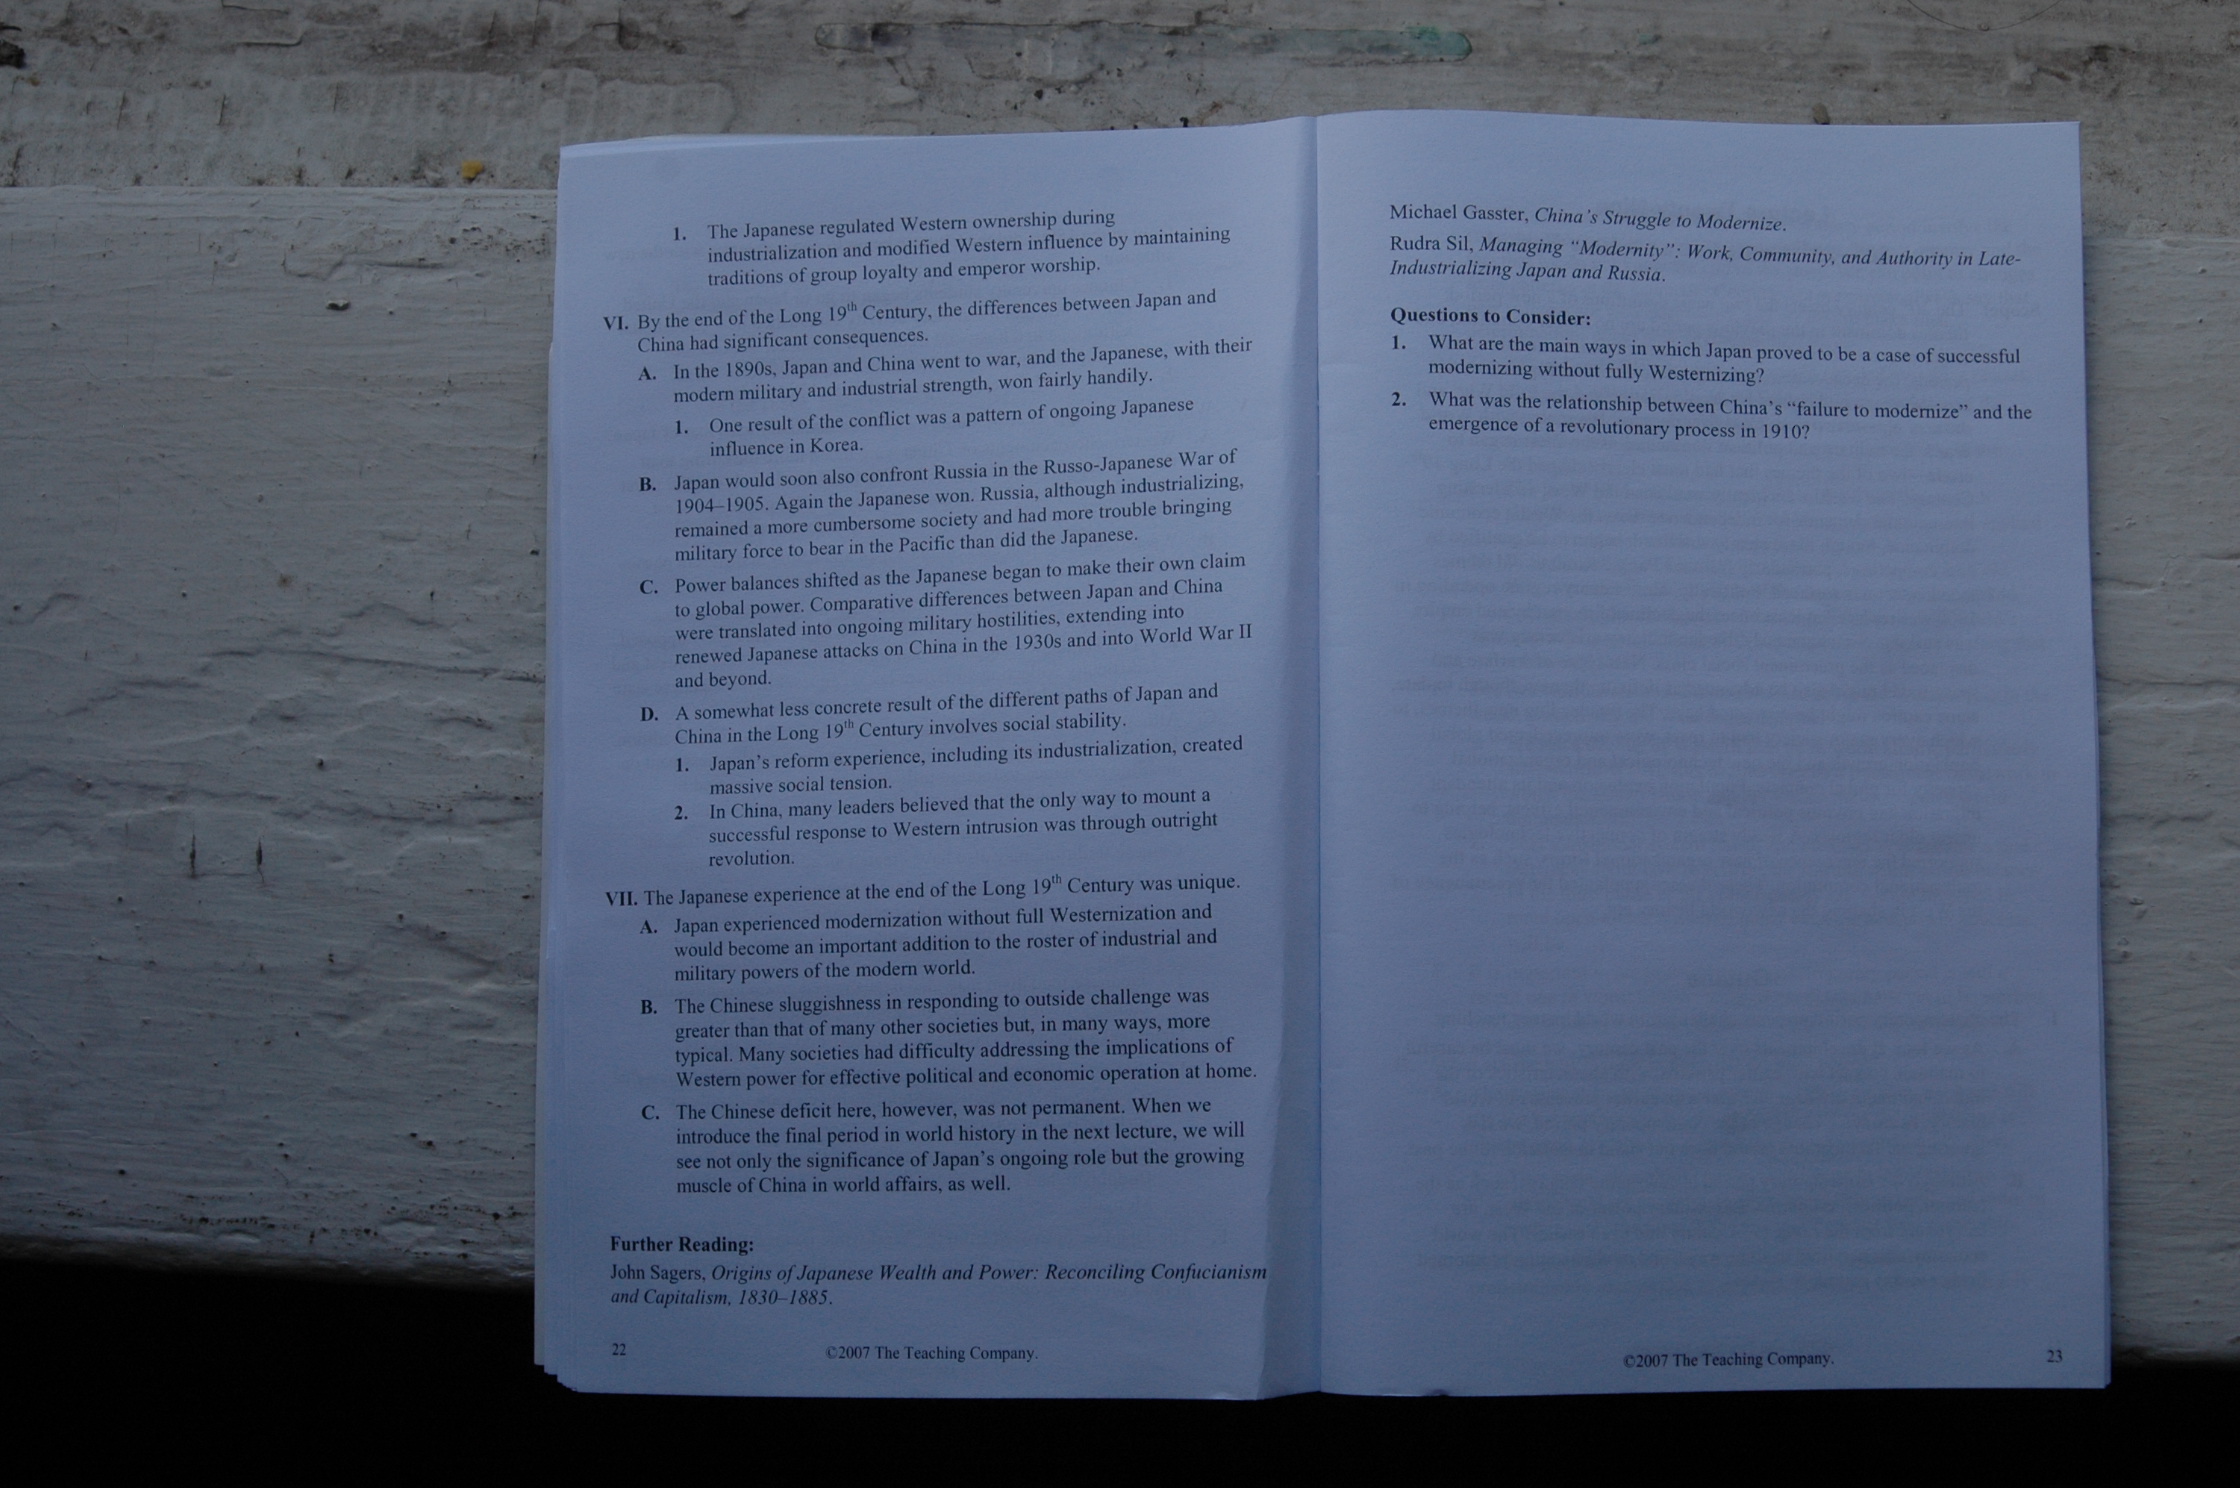 1. The Japanese regulated Western ownership during
industrialization and modified Western influence by maintaining
traditions of group loyalty and emperor worship.
VI. By the end of the Long 19th Century, the differences between Japan and
China had significant consequences.
A. In the 1890s, Japan and China went to war, and the Japanese, with their
modern military and industrial strength, won fairly handily.
1. One result of the conflict was a pattern of ongoing Japanese
influence in Korea.
B. Japan would soon also confront Russia in the Russo-Japanese War of
1904–1905. Again the Japanese won. Russia, although industrializing,
remained a more cumbersome society and had more trouble bringing
military force to bear in the Pacific than did the Japanese.
C. Power balances shifted as the Japanese began to make their own claim
to global power. Comparative differences between Japan and China
were translated into ongoing military hostilities, extending into
renewed Japanese attacks on China in the 1930s and into World War II
and beyond.
D. A somewhat less concrete result of the different paths of Japan and
China in the Long 19th Century involves social stability.
1. Japan's reform experience, including its industrialization, created
massive social tension.
2. In China, many leaders believed that the only way to mount a
successful response to Western intrusion was through outright
revolution.
VII. The Japanese experience at the end of the Long 19th Century was unique.
A. Japan experienced modernization without full Westernization and
would become an important addition to the roster of industrial and
military powers of the modern world.
B. The Chinese sluggishness in responding to outside challenge was
greater than that of many other societies but, in many ways, more
typical. Many societies had difficulty addressing the implications of
Western power for effective political and economic operation at home.
C. The Chinese deficit here, however, was not permanent. When we
introduce the final period in world history in the next lecture, we will
see not only the significance of Japan's ongoing role but the growing
muscle of China in world affairs, as well.
Further Reading:
John Sagers, Origins of Japanese Wealth and Power: Reconciling Confucianism
and Capitalism, 1830–1885.
22 ©2007 The Teaching Company.
Michael Gasster, China's Struggle to Modernize.
Rudra Sil, Managing "Modernity": Work, Community, and Authority in Late-
Industrializing Japan and Russia.
Questions to Consider:
1. What are the main ways in which Japan proved to be a case of successful
modernizing without fully Westernizing?
2. What was the relationship between China's "failure to modernize" and the
emergence of a revolutionary process in 1910?
©2007 The Teaching Company. 23